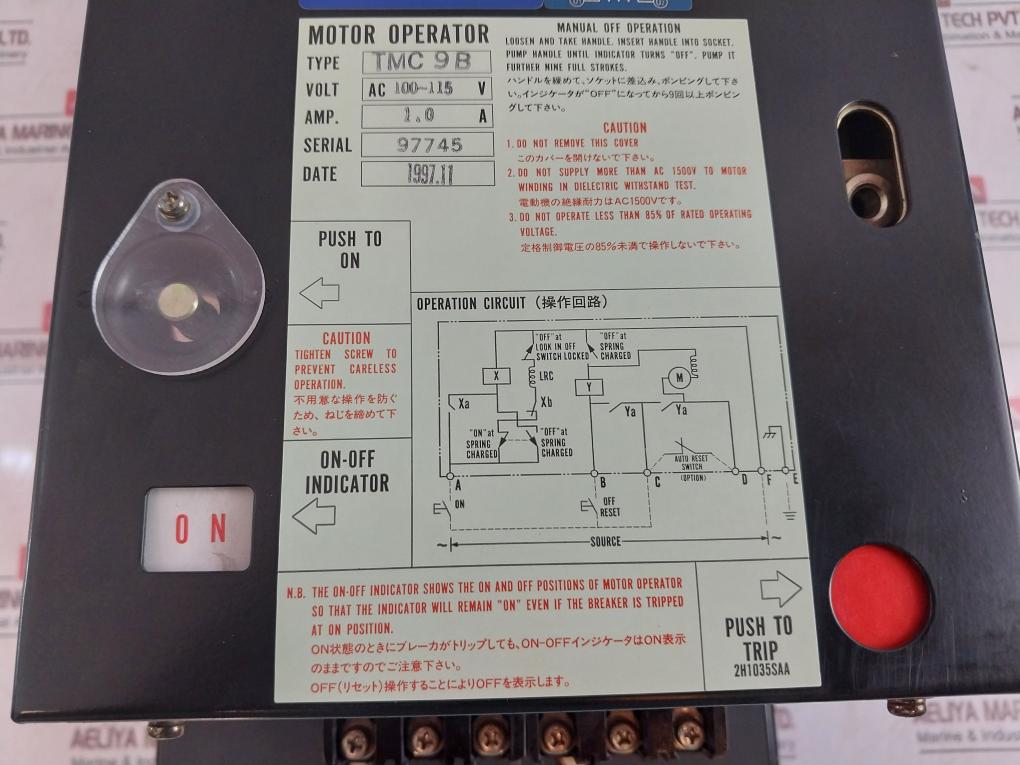 MOTOR OPERATOR
TYPE TMC 9B
VOLT AC 100~115 V
AMP. 1.0 A
SERIAL 97745
DATE 1997.11
MANUAL OFF OPERATION
LOOSEN AND TAKE HANDLE. INSERT HANDLE INTO SOCKET.
PUMP HANDLE UNTIL INDICATOR TURNS "OFF". PUMP IT
FURTHER NINE FULL STROKES.
ハンドルを緩めて、ソケットに差込み、ポンピングして下さ
い。インジケータが"OFF"になってから9回以上ポンピン
グして下さい。
CAUTION
1. DO NOT REMOVE THIS COVER
このカバーを開けないで下さい。
2. DO NOT SUPPLY MORE THAN AC 1500V TO MOTOR
WINDING IN DIELECTRIC WITHSTAND TEST.
電動機の絶縁耐力はAC1500Vです。
3. DO NOT OPERATE LESS THAN 85% OF RATED OPERATING
VOLTAGE.
定格制御電圧の85%未満で操作しないで下さい。
PUSH TO
ON
CAUTION
TIGHTEN SCREW TO
PREVENT CARELESS
OPERATION.
不用意な操作を防ぐ
ため、ねじを締めて下
さい。
ON-OFF
INDICATOR
O N
OPERATION CIRCUIT (操作回路)
"OFF" at
LOOK IN OFF
SWITCH LOCKED
"OFF" at
SPRING
CHARGED
X
LRC
Y
M
Xa
Xb
Ya
Ya
"ON" at
SPRING
CHARGED
"OFF" at
SPRING
CHARGED
AUTO RESET
SWITCH
(OPTION)
A
B
C
D
F
E
ON
OFF
RESET
~ SOURCE ~
N.B. THE ON-OFF INDICATOR SHOWS THE ON AND OFF POSITIONS OF MOTOR OPERATOR
SO THAT THE INDICATOR WILL REMAIN "ON" EVEN IF THE BREAKER IS TRIPPED
AT ON POSITION.
ON状態のときにブレーカがトリップしても、ON-OFFインジケータはON表示
のままですのでご注意下さい。
OFF(リセット)操作することによりOFFを表示します。
PUSH TO
TRIP
2H1035SAA